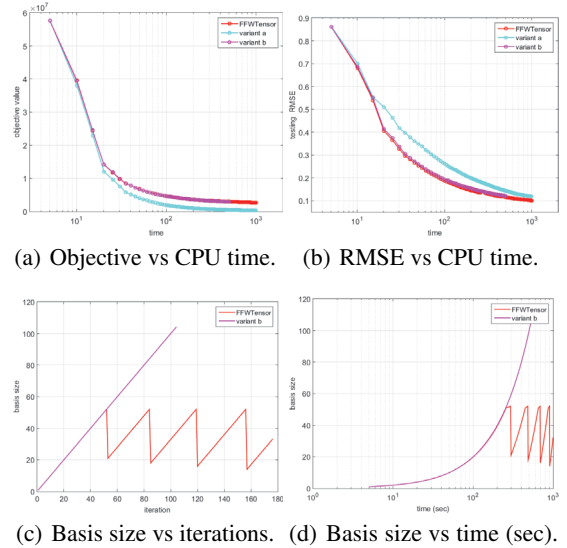 ×10⁷
6
5
4
3
2
1
0
objective value
10¹ 10² 10³
time
FFWTensor
variant a
variant b
0.9
0.8
0.7
0.6
0.5
0.4
0.3
0.2
0.1
testing RMSE
10¹ 10² 10³
time
FFWTensor
variant a
variant b
(a) Objective vs CPU time. (b) RMSE vs CPU time.
120
100
80
60
40
20
0
basis size
0 20 40 60 80 100 120 140 160 180
iteration
FFWTensor
variant b
120
100
80
60
40
20
0
basis size
10⁰ 10¹ 10² 10³
time (sec)
FFWTensor
variant b
(c) Basis size vs iterations. (d) Basis size vs time (sec).